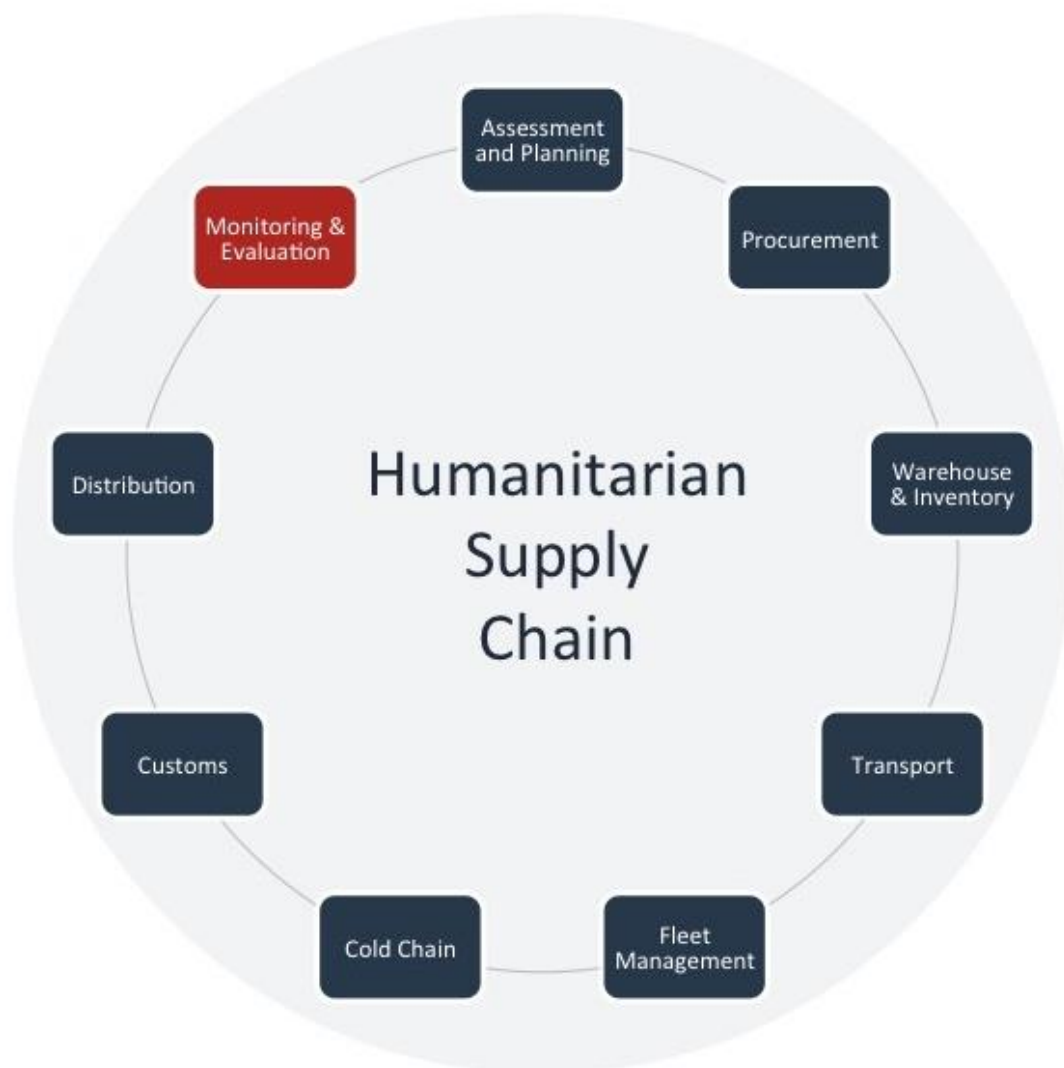 Assessment
and Planning
Procurement
Warehouse
& Inventory
Transport
Fleet
Management
Cold Chain
Customs
Distribution
Monitoring &
Evaluation
Humanitarian
Supply
Chain